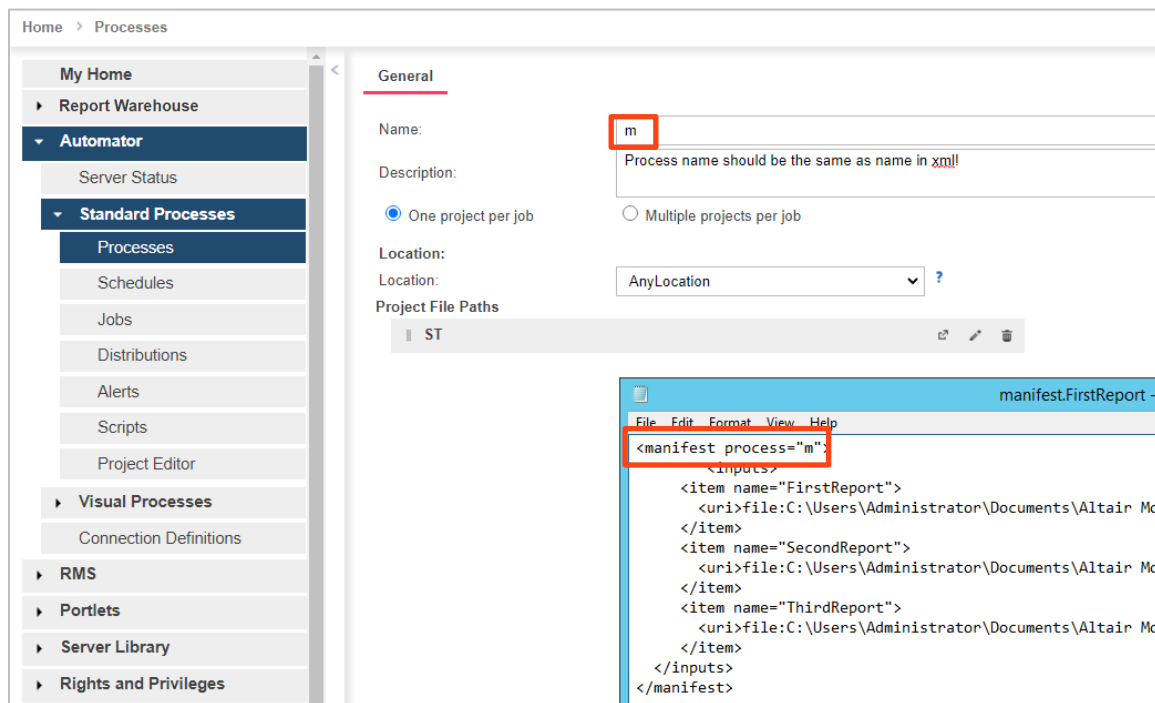 Home > Processes
My Home
Report Warehouse
Automator
Server Status
Standard Processes
Processes
Schedules
Jobs
Distributions
Alerts
Scripts
Project Editor
Visual Processes
Connection Definitions
RMS
Portlets
Server Library
Rights and Privileges
<
General
Name:
m
Description:
Process name should be the same as name in xml!
One project per job
Multiple projects per job
Location:
Location:
AnyLocation
?
Project File Paths
ST
manifest.FirstReport -
File Edit Format View Help
<manifest process="m">
<inputs>
<item name="FirstReport">
<uri>file:C:\Users\Administrator\Documents\Altair Mo
</item>
<item name="SecondReport">
<uri>file:C:\Users\Administrator\Documents\Altair Mo
</item>
<item name="ThirdReport">
<uri>file:C:\Users\Administrator\Documents\Altair Mo
</item>
</inputs>
</manifest>